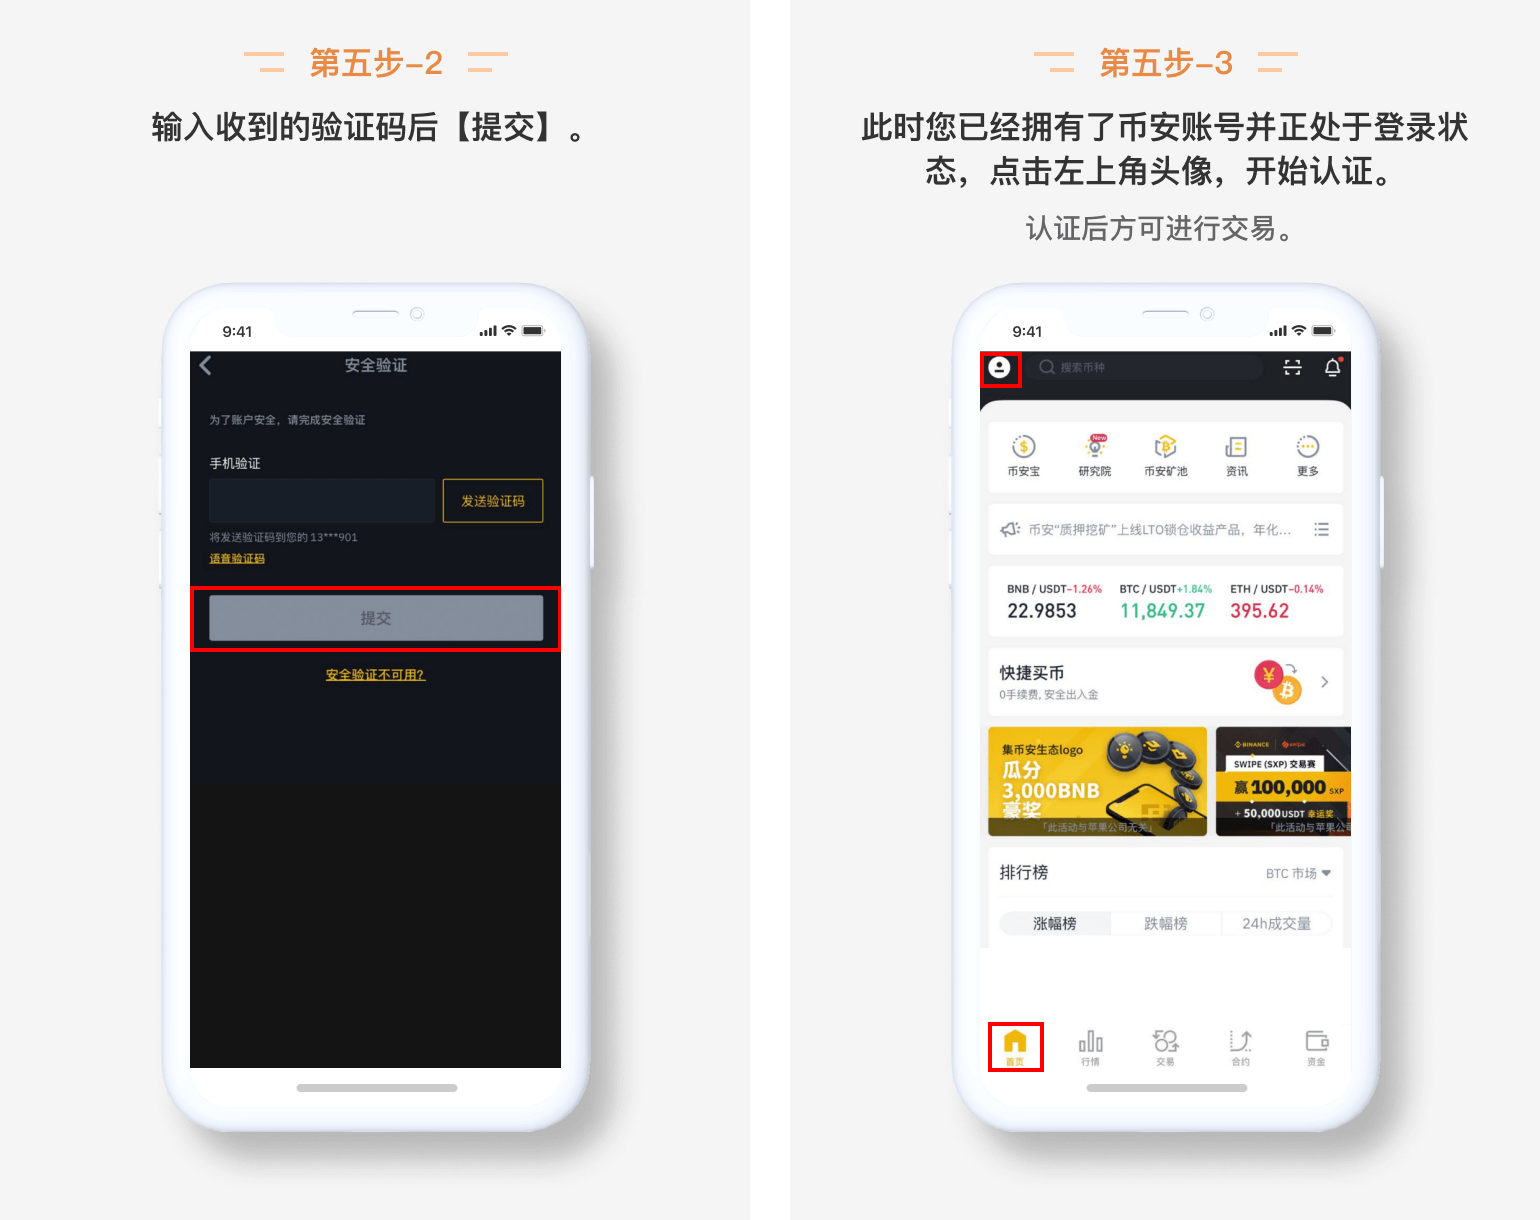 第五步-2
输入收到的验证码后【提交】。
9:41
安全验证
为了账户安全，请完成安全验证
手机验证
发送验证码
将发送验证码到您的 13***901
语音验证码
提交
安全验证不可用?
第五步-3
此时您已经拥有了币安账号并正处于登录状
态，点击左上角头像，开始认证。
认证后方可进行交易。
9:41
搜索币种
New
币安宝 研究院 币安矿池 资讯 更多
币安“质押挖矿”上线LTO锁仓收益产品，年化...
BNB / USDT-1.26% BTC / USDT+1.84% ETH / USDT-0.14%
22.9853 11,849.37 395.62
快捷买币
0手续费, 安全出入金
集币安生态logo
瓜分
3,000BNB
豪奖
「此活动与苹果公司无关」
BINANCE swipe
SWIPE (SXP) 交易赛
赢 100,000 SXP
+ 50,000USDT 幸运奖
「此活动与苹果公司
排行榜
BTC 市场
涨幅榜 跌幅榜 24h成交量
首页 行情 交易 合约 资金